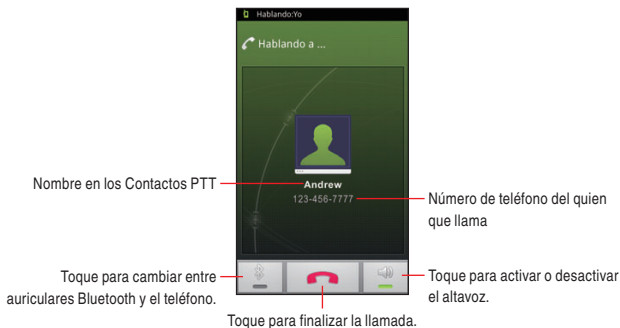 Hablando:Yo
Hablando a ...
Andrew
123-456-7777
Nombre en los Contactos PTT
Número de teléfono del quien
que llama
Toque para cambiar entre
auriculares Bluetooth y el teléfono.
Toque para activar o desactivar
el altavoz.
Toque para finalizar la llamada.